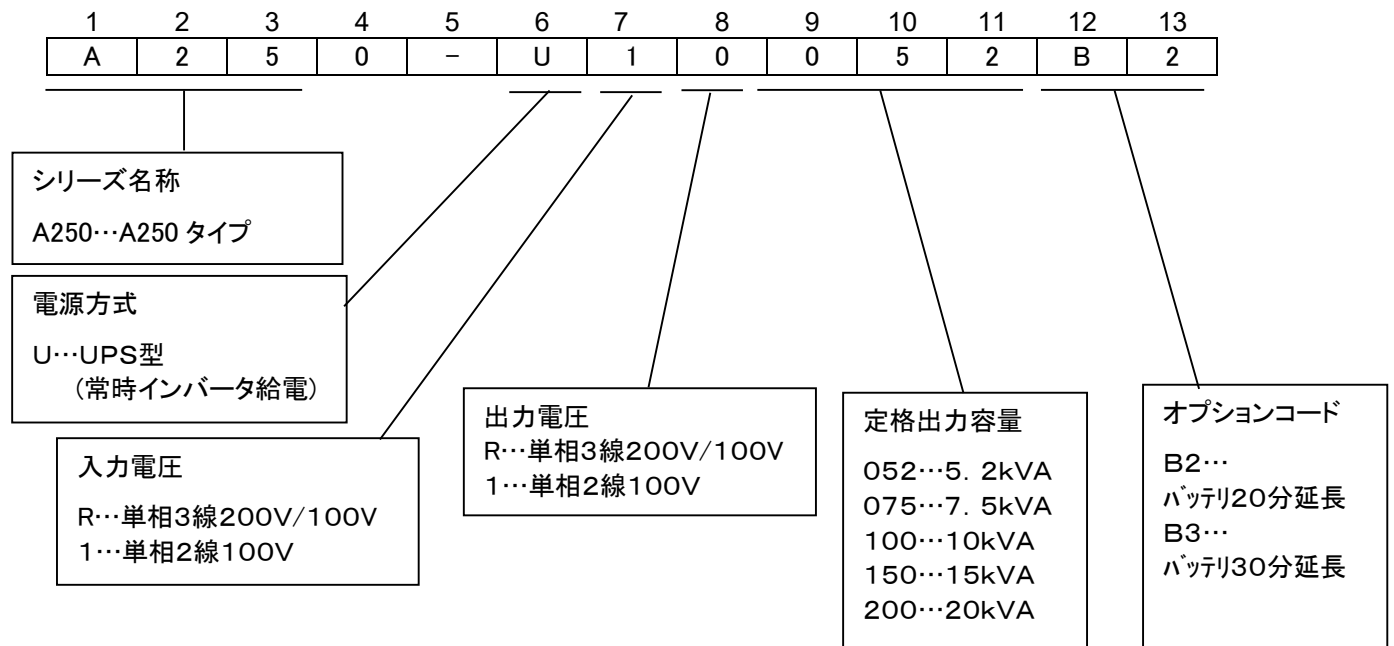 1 2 3 4 5 6 7 8 9 10 11 12 13
A 2 5 0 - U 1 0 0 5 2 B 2
シリーズ名称
A250…A250 タイプ
電源方式
U…UPS型
(常時インバータ給電)
入力電圧
R…単相3線200V/100V
1…単相2線100V
出力電圧
R…単相3線200V/100V
1…単相2線100V
定格出力容量
052…5.2kVA
075…7.5kVA
100…10kVA
150…15kVA
200…20kVA
オプションコード
B2…
バッテリ20分延長
B3…
バッテリ30分延長